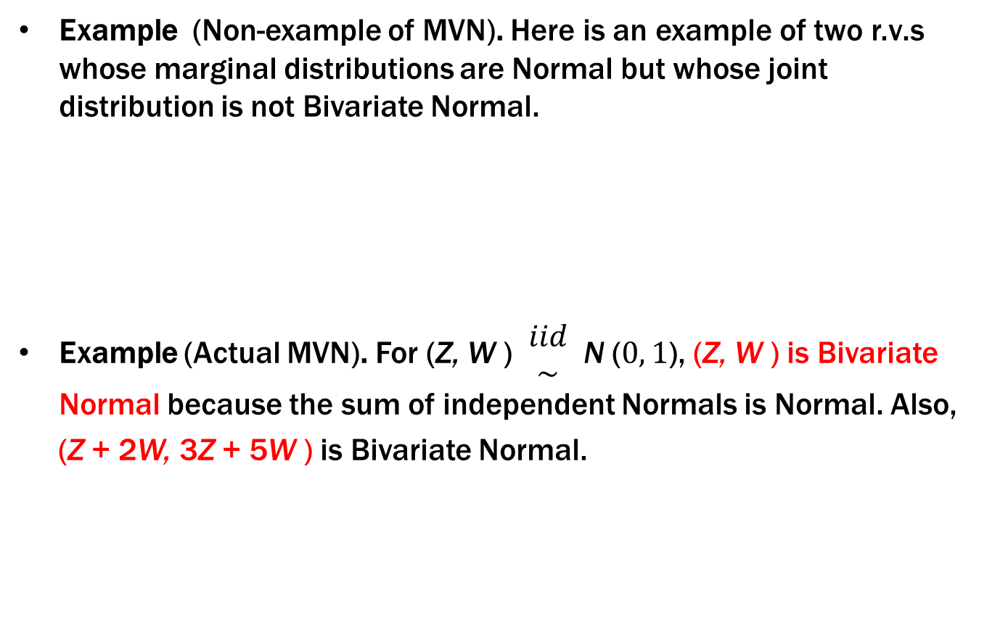 • Example (Non-example of MVN). Here is an example of two r.v.s
whose marginal distributions are Normal but whose joint
distribution is not Bivariate Normal.
• Example (Actual MVN). For (Z, W ) iid ~ N (0, 1), (Z, W ) is Bivariate
Normal because the sum of independent Normals is Normal. Also,
(Z + 2W, 3Z + 5W ) is Bivariate Normal.